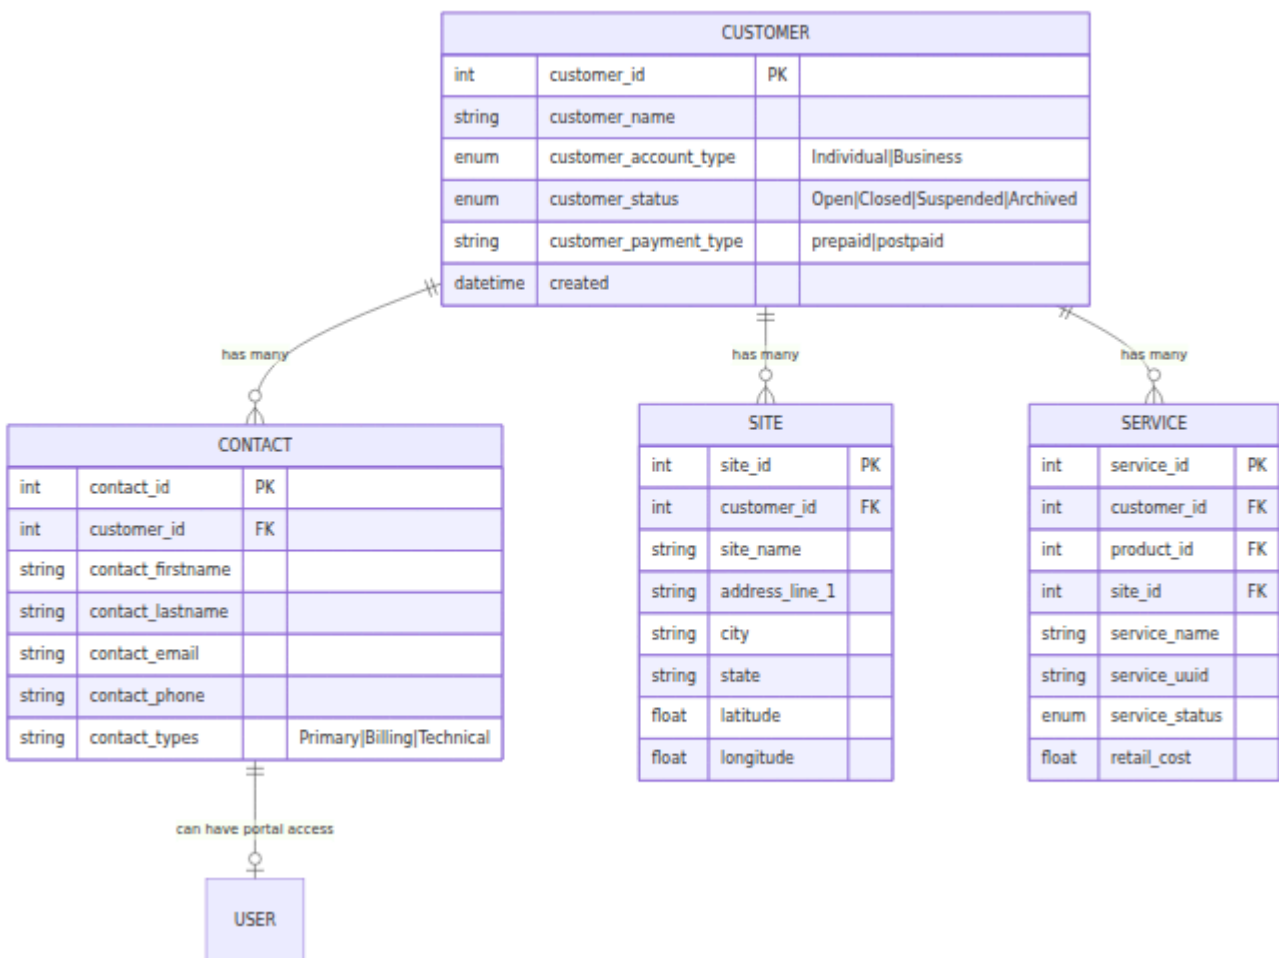 CUSTOMER
int customer_id PK
string customer_name
enum customer_account_type Individual|Business
enum customer_status Open|Closed|Suspended|Archived
string customer_payment_type prepaid|postpaid
datetime created
has many
has many
has many
CONTACT
int contact_id PK
int customer_id FK
string contact_firstname
string contact_lastname
string contact_email
string contact_phone
string contact_types Primary|Billing|Technical
SITE
int site_id PK
int customer_id FK
string site_name
string address_line_1
string city
string state
float latitude
float longitude
SERVICE
int service_id PK
int customer_id FK
int product_id FK
int site_id FK
string service_name
string service_uuid
enum service_status
float retail_cost
can have portal access
USER